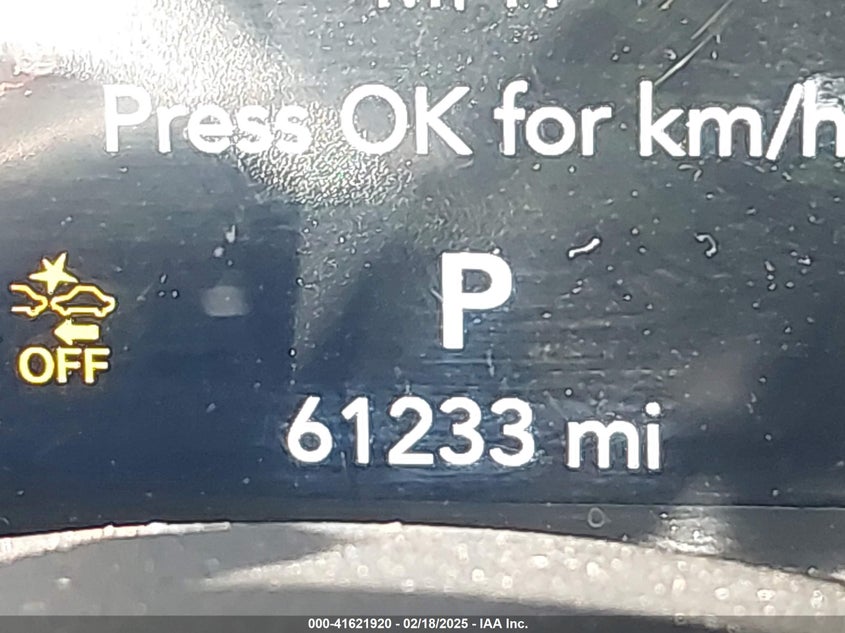 Press OK for km/h
P
OFF
61233 mi
000-41621920 - 02/18/2025 - IAA Inc.